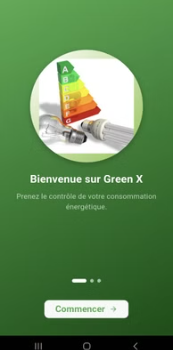 A
B
C
D
E
F
G
Bienvenue sur Green X
Prenez le contrôle de votre consommation
énergétique.
Commencer →